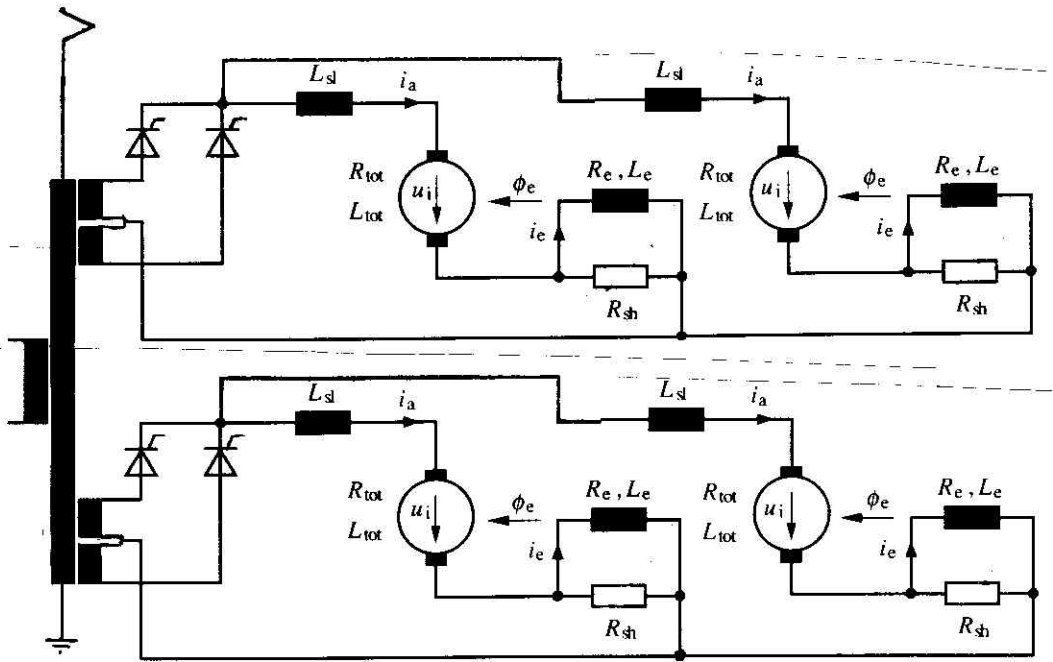 L_sl i_a L_sl i_a
R_tot R_e, L_e R_tot R_e, L_e
u_i ϕ_e u_i ϕ_e
L_tot i_e L_tot i_e
R_sh R_sh
L_sl i_a L_sl i_a
R_tot R_e, L_e R_tot R_e, L_e
u_i ϕ_e u_i ϕ_e
L_tot i_e L_tot i_e
R_sh R_sh